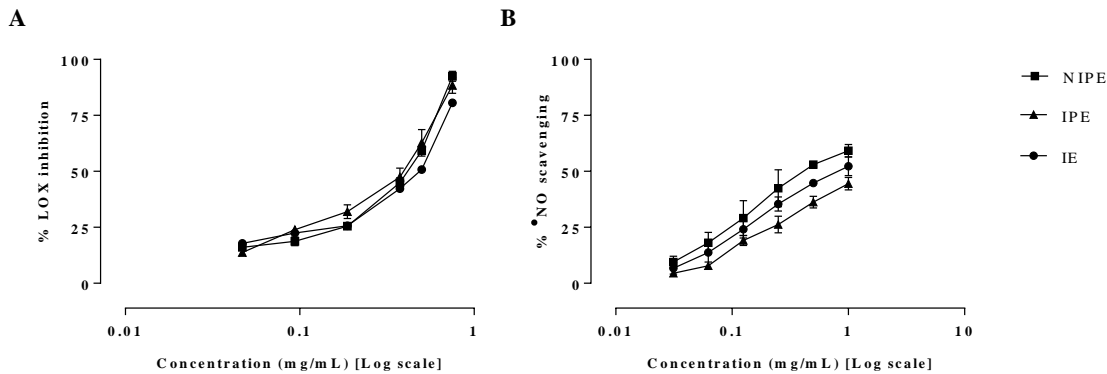 A
100
75
50
25
0
% LOX inhibition
0.01 0.1 1
Concentration (mg/mL) [Log scale]
B
100
75
50
25
0
% •NO scavenging
0.01 0.1 1 10
Concentration (mg/mL) [Log scale]
NIPE
IPE
IE